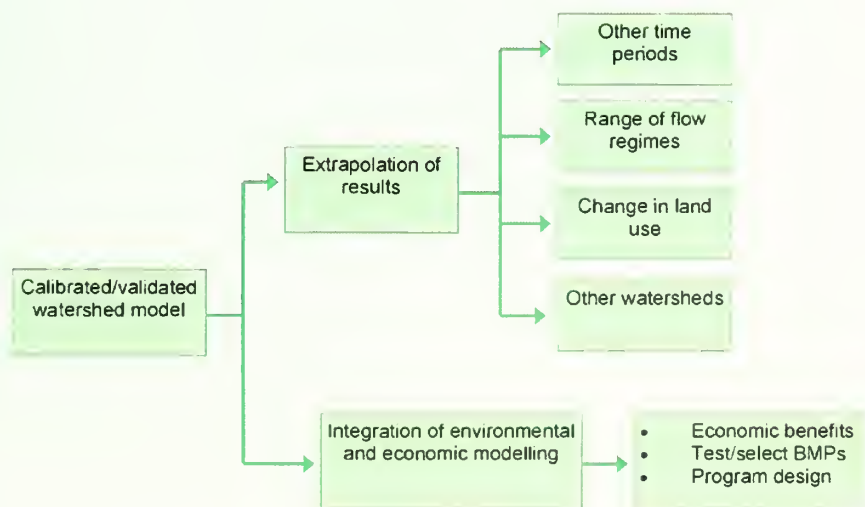 Other time
periods
Range of flow
regimes
Extrapolation of
results
Change in land
use
Calibrated/validated
watershed model
Other watersheds
Integration of environmental
and economic modelling
• Economic benefits
• Test/select BMPs
• Program design